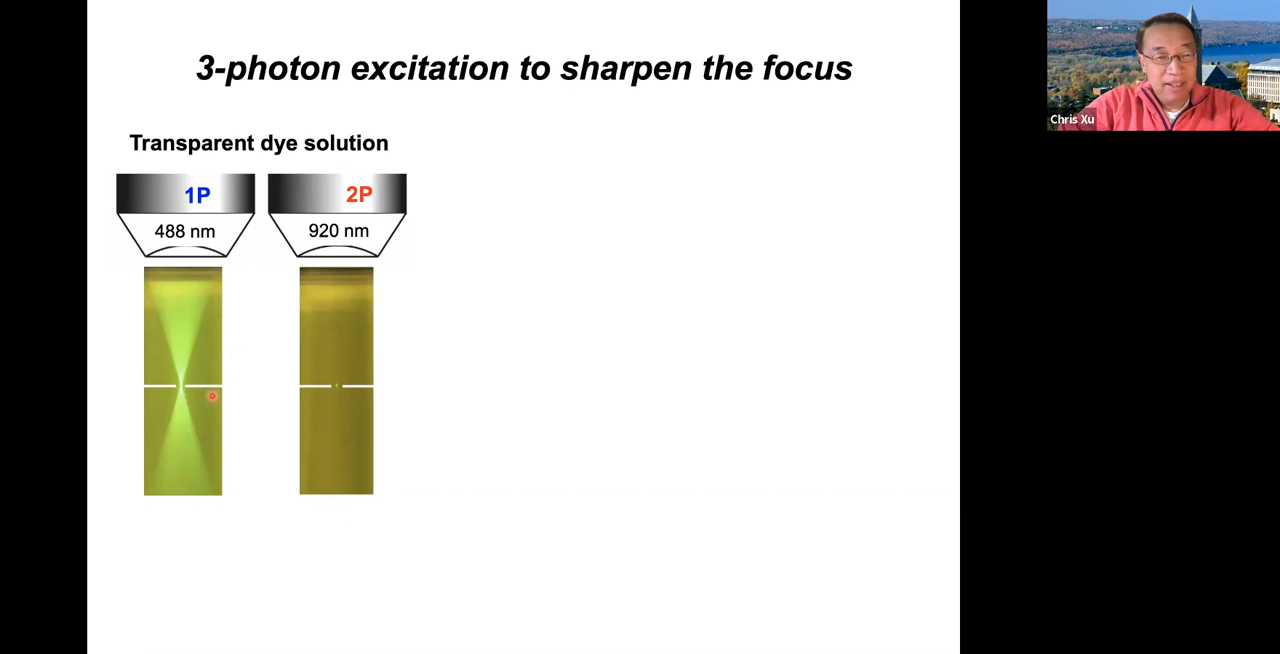 3-photon excitation to sharpen the focus
Transparent dye solution
1P
2P
488 nm
920 nm
Chris Xu